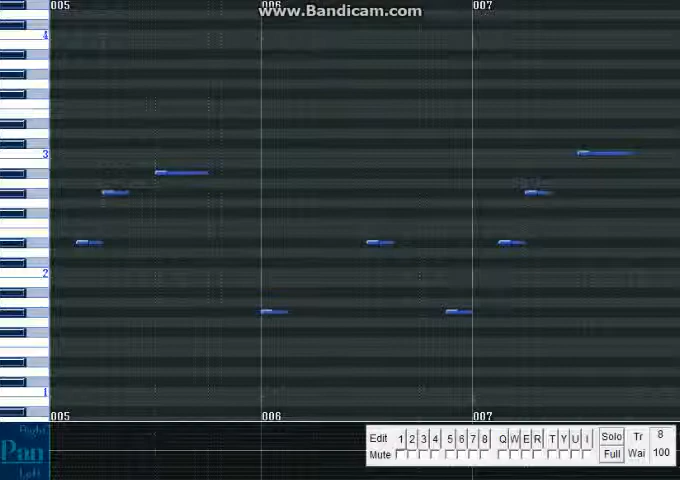 www.Bandicam.com
005 006 007
4
3
2
1
005 006 007
Right
Pan
Left
Edit 1 2 3 4 5 6 7 8 Q W E R T Y U I Solo Tr 8
Mute Full Wai 100